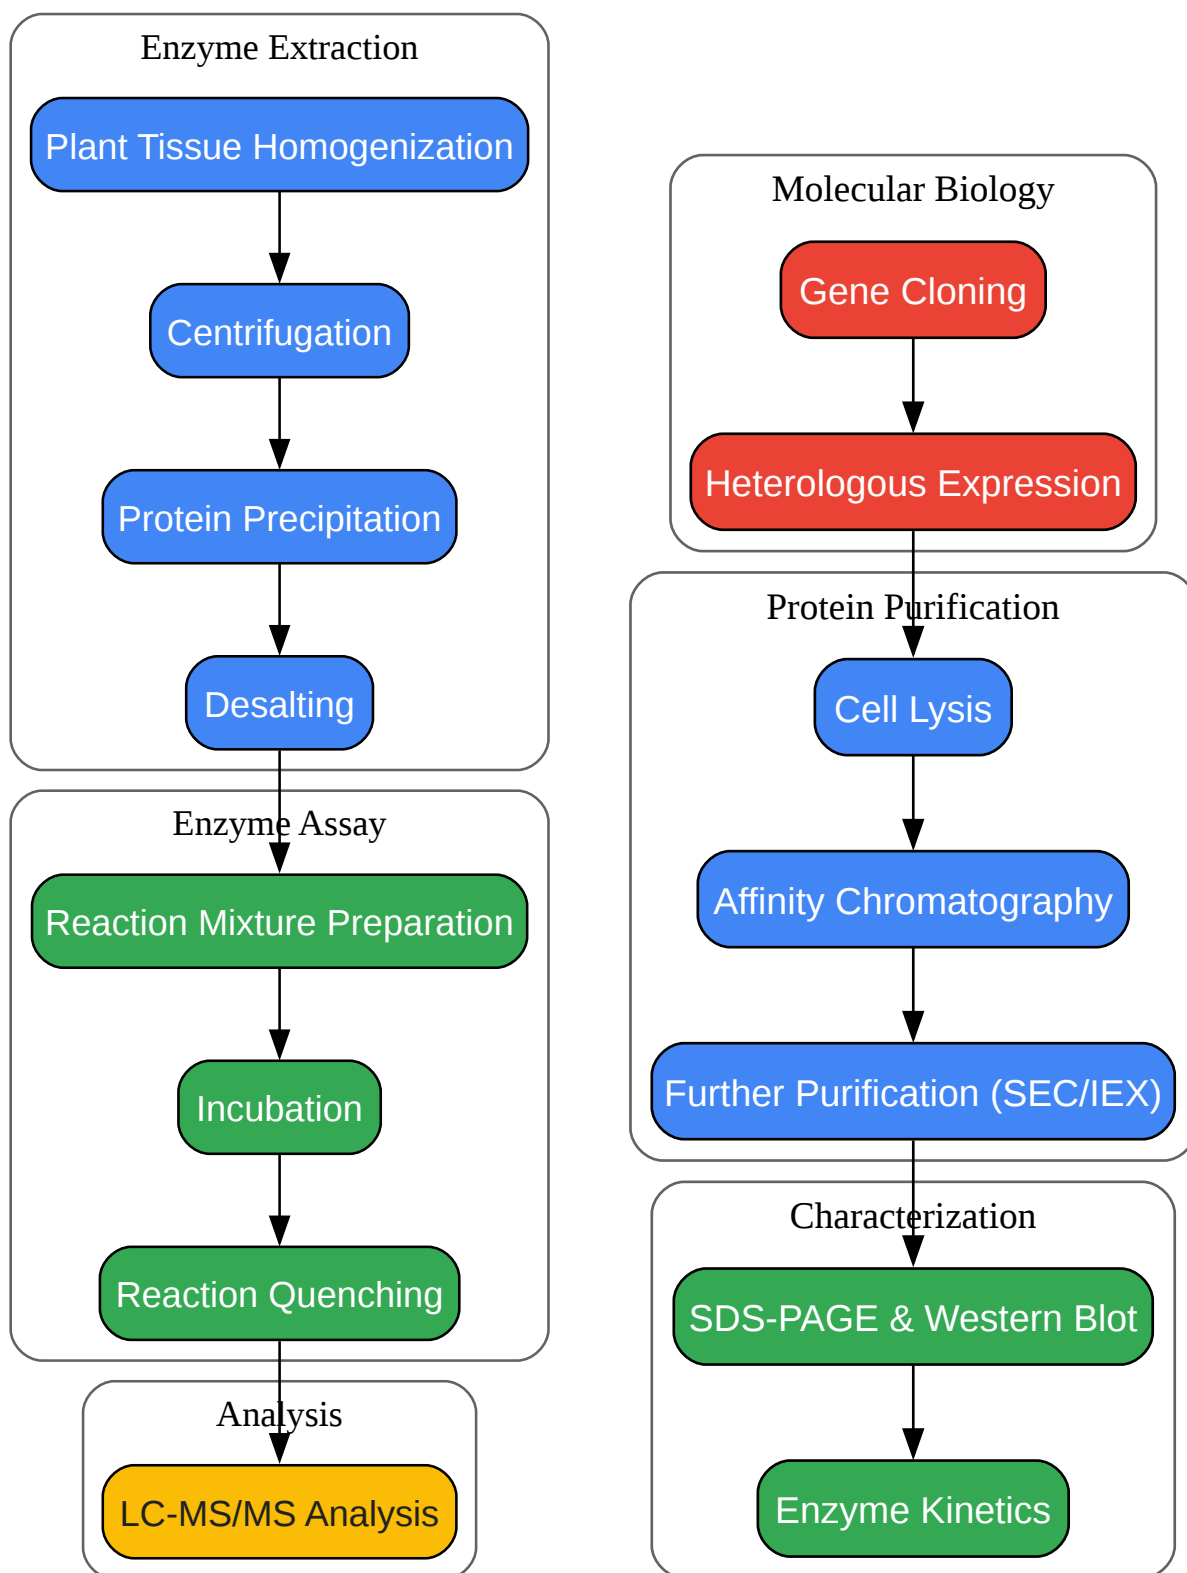 Enzyme Extraction
Plant Tissue Homogenization
Centrifugation
Protein Precipitation
Desalting
Enzyme Assay
Reaction Mixture Preparation
Incubation
Reaction Quenching
Analysis
LC-MS/MS Analysis
Molecular Biology
Gene Cloning
Heterologous Expression
Protein Purification
Cell Lysis
Affinity Chromatography
Further Purification (SEC/IEX)
Characterization
SDS-PAGE & Western Blot
Enzyme Kinetics